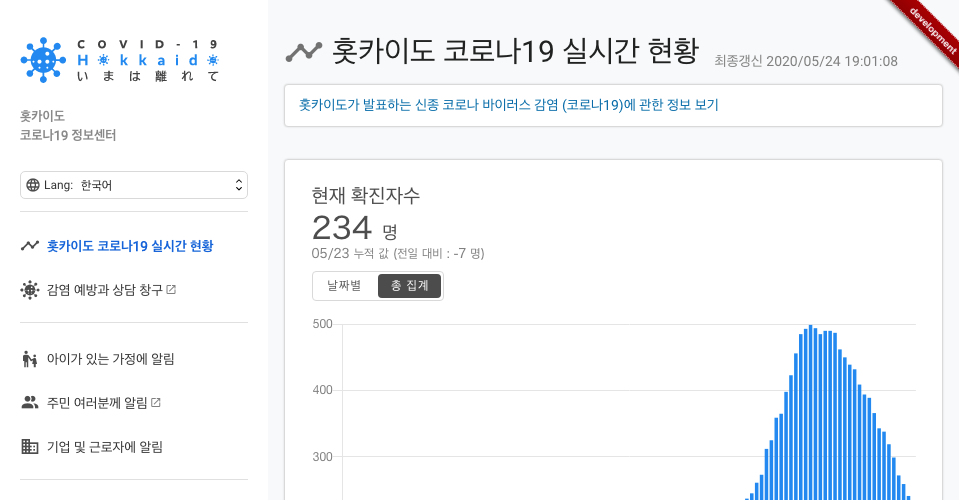 COVID-19
Hokkaido
いまは離れて
홋카이도
코로나19 정보센터
Lang: 한국어
홋카이도 코로나19 실시간 현황
감염 예방과 상담 창구
아이가 있는 가정에 알림
주민 여러분께 알림
기업 및 근로자에 알림
홋카이도 코로나19 실시간 현황
최종갱신 2020/05/24 19:01:08
development
홋카이도가 발표하는 신종 코로나 바이러스 감염 (코로나19)에 관한 정보 보기
현재 확진자수
234 명
05/23 누적 값 (전일 대비 : -7 명)
날짜별 총 집계
500
400
300